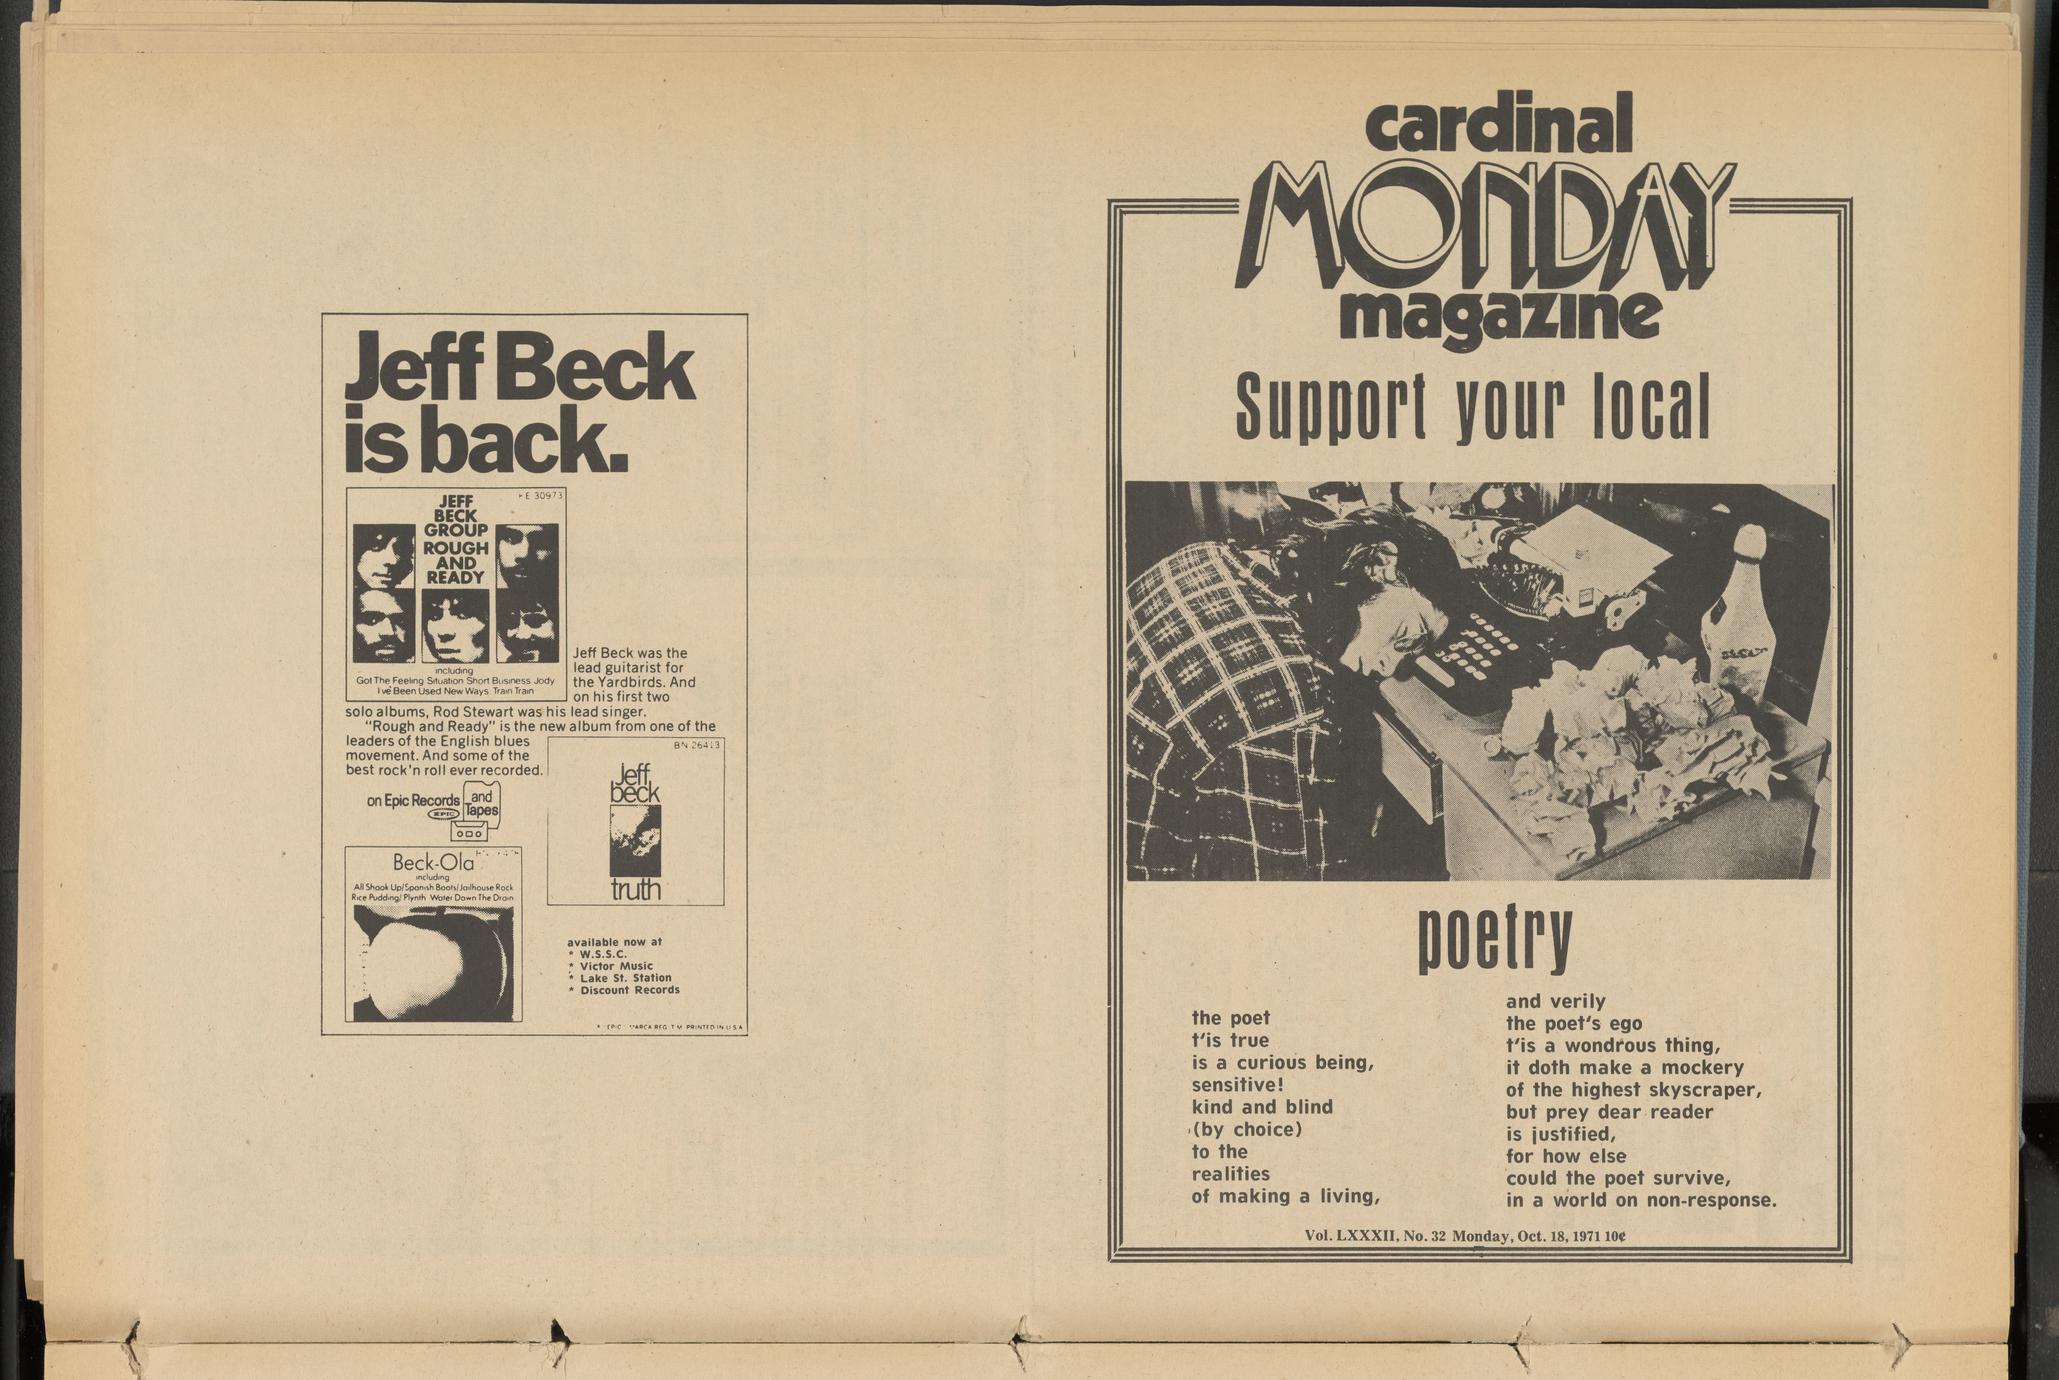 Jeff Beck
is back.
E 30973
JEFF
BECK
GROUP
ROUGH
AND
READY
including
Got The Feeling Situation Short Business Jody
I've Been Used New Ways. Train Train
Jeff Beck was the
lead guitarist for
the Yardbirds. And
on his first two
solo albums, Rod Stewart was his lead singer.
"Rough and Ready" is the new album from one of the
leaders of the English blues
movement. And some of the
best rock'n roll ever recorded.
on Epic Records
and
Tapes
EPIC
BN 26413
jeff
beck
truth
Beck-Ola
including
All Shook Up/Spanish Boots/Jailhouse Rock
Rice Pudding/ Plynth Water Down The Drain
available now at
* W.S.S.C.
* Victor Music
* Lake St. Station
* Discount Records
EPIC MARCA REG. T.M. PRINTED IN U S A
cardinal
MONDAY
magazine
Support your local
poetry
the poet
t'is true
is a curious being,
sensitive!
kind and blind
(by choice)
to the
realities
of making a living,
and verily
the poet's ego
t'is a wondrous thing,
it doth make a mockery
of the highest skyscraper,
but prey dear reader
is justified,
for how else
could the poet survive,
in a world on non-response.
Vol. LXXXII, No. 32 Monday, Oct. 18, 1971 10¢